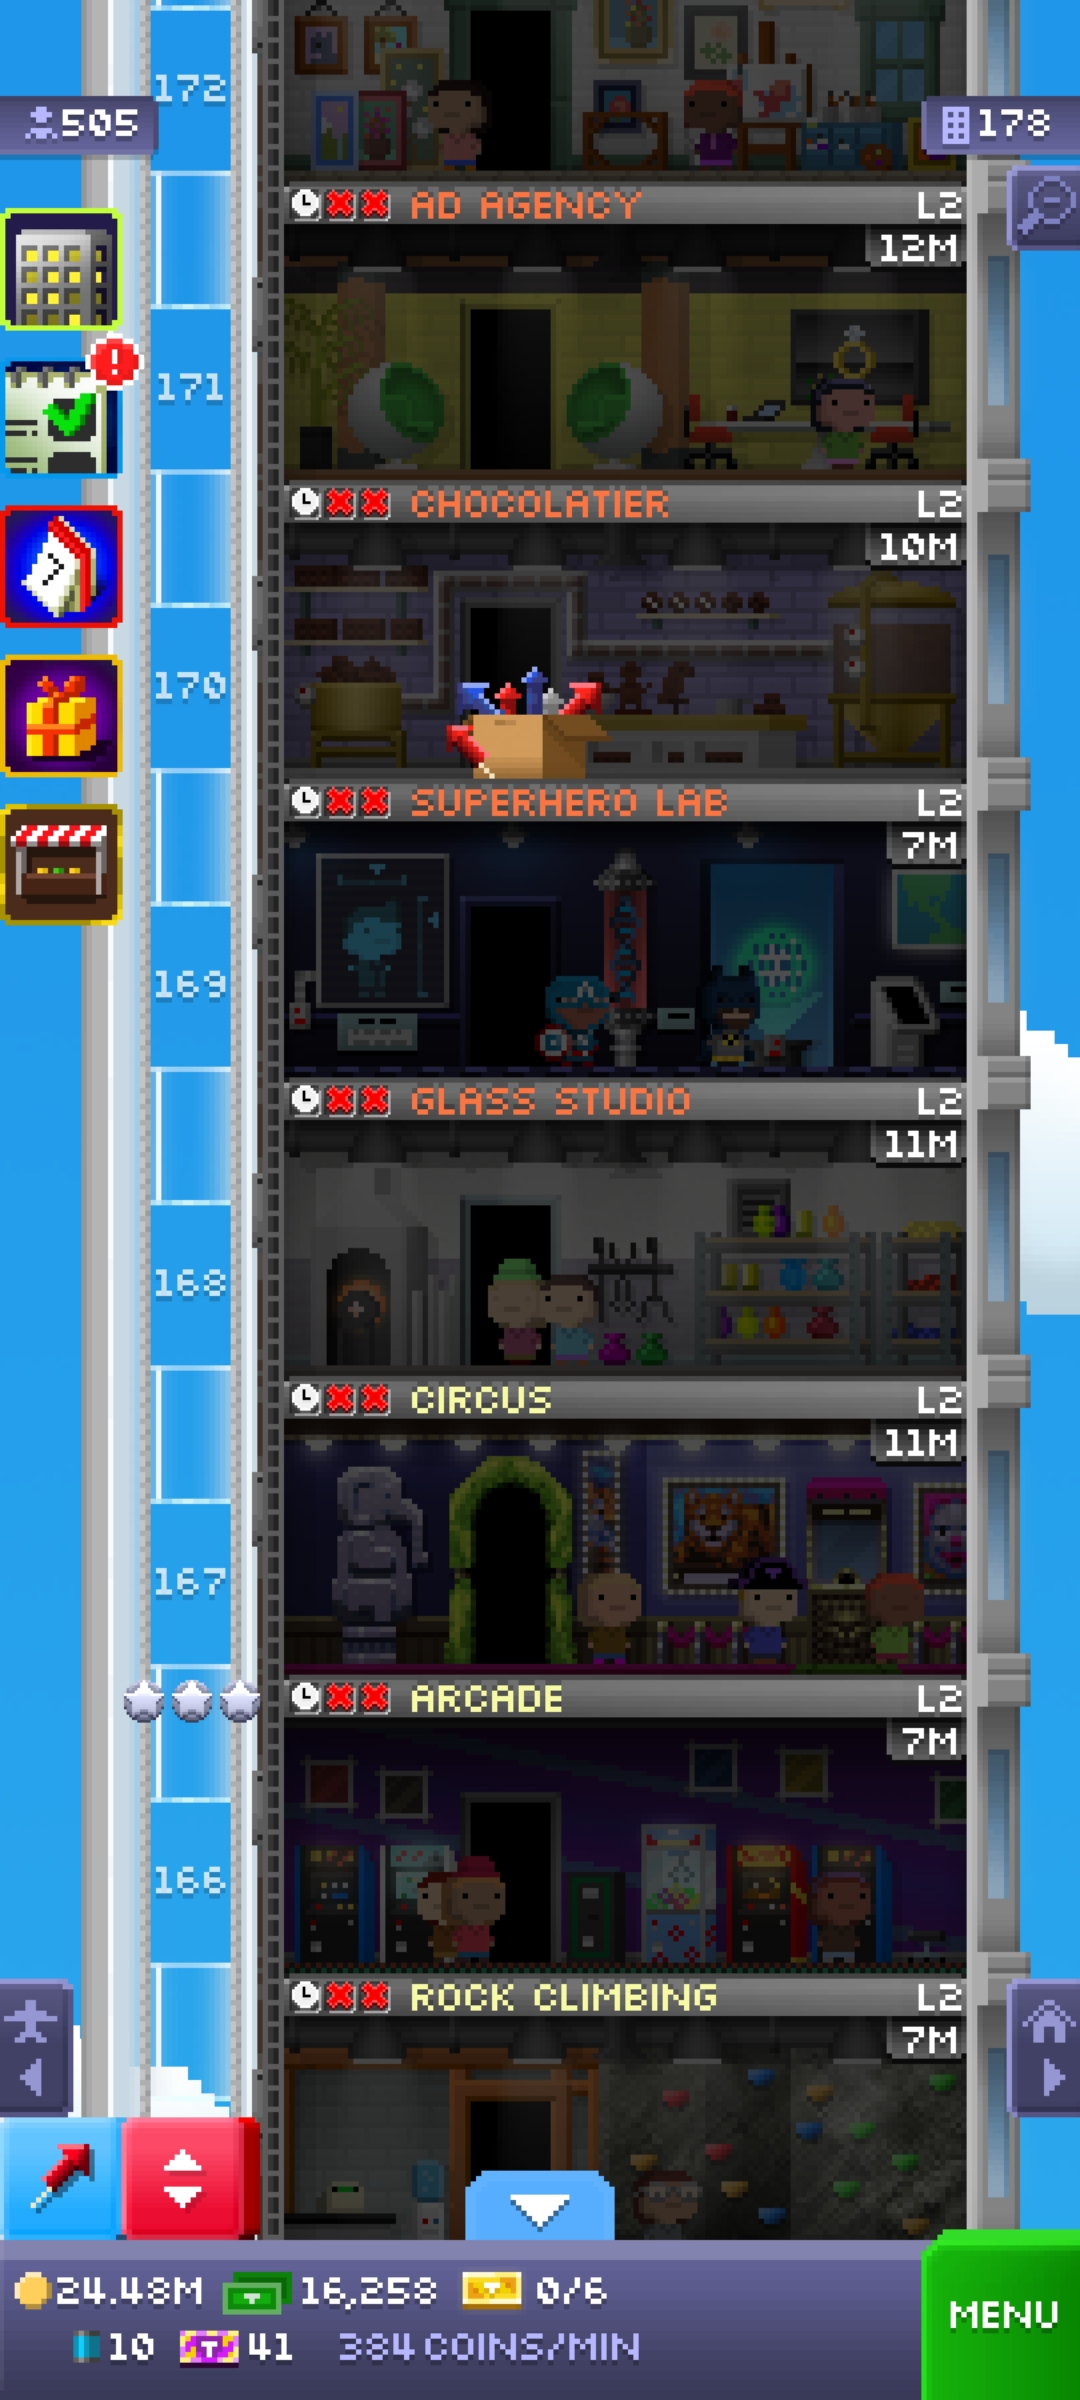 172
505
178
AD AGENCY L2
12M
171
CHOCOLATIER L2
10M
170
SUPERHERO LAB L2
7M
169
GLASS STUDIO L2
11M
168
CIRCUS L2
11M
167
ARCADE L2
7M
166
ROCK CLIMBING L2
7M
24.48M 16,258 0/6
10 41 384 COINS/MIN
MENU